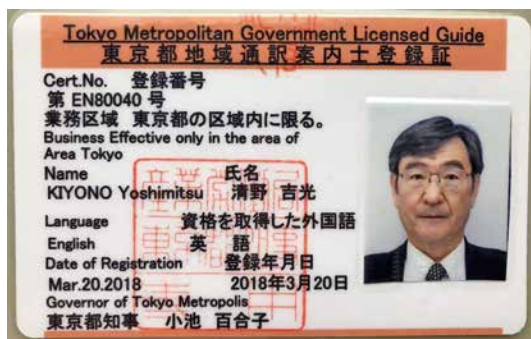 Tokyo Metropolitan Government Licensed Guide
東京都地域通訳案内士登録証
Cert.No. 登録番号
第 EN80040 号
業務区域 東京都の区域内に限る。
Business Effective only in the area of
Area Tokyo
Name 氏名
KIYONO Yoshimitsu 清野 吉光
Language 資格を取得した外国語
English 英 語
Date of Registration 登録年月日
Mar.20.2018 2018年3月20日
Governor of Tokyo Metropolis
東京都知事 小池 百合子